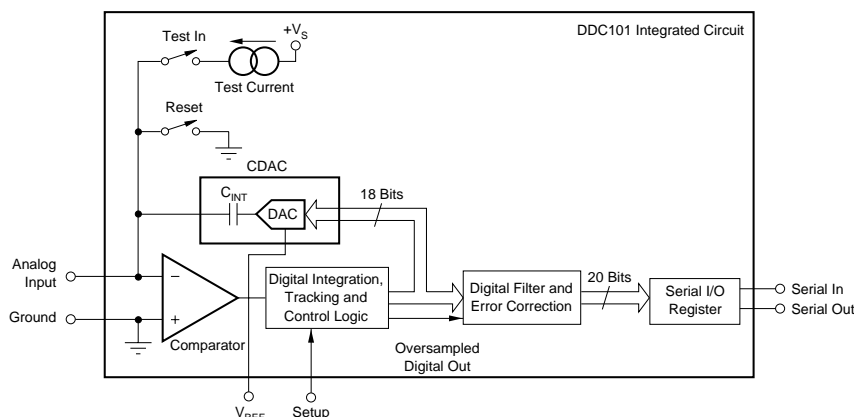 DDC101 Integrated Circuit
Test In
+VS
Test Current
Reset
CDAC
CINT
DAC
18 Bits
Analog
Input
Ground
−
+
Comparator
Digital Integration,
Tracking and
Control Logic
Digital Filter and
Error Correction
20 Bits
Serial I/O
Register
Serial In
Serial Out
Oversampled
Digital Out
VREF
Setup